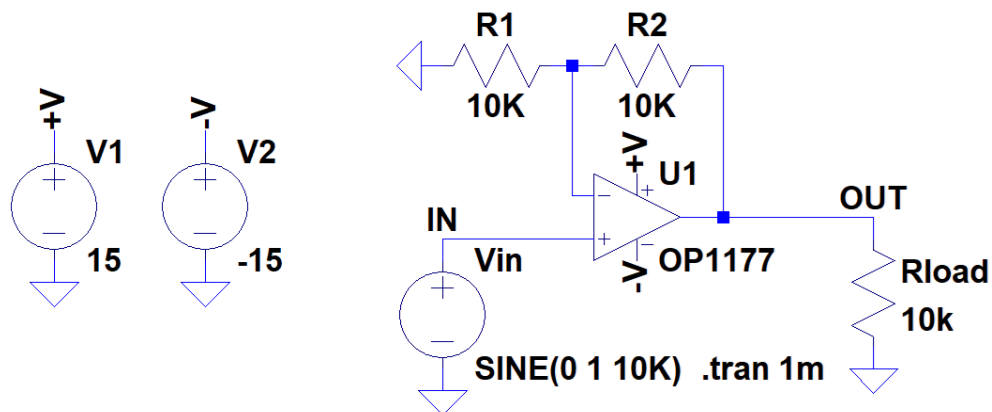 R1
R2
10K
10K
+V
V1
15
-V
V2
-15
+V
U1
OP1177
-V
IN
Vin
SINE(0 1 10K)
.tran 1m
OUT
Rload
10k